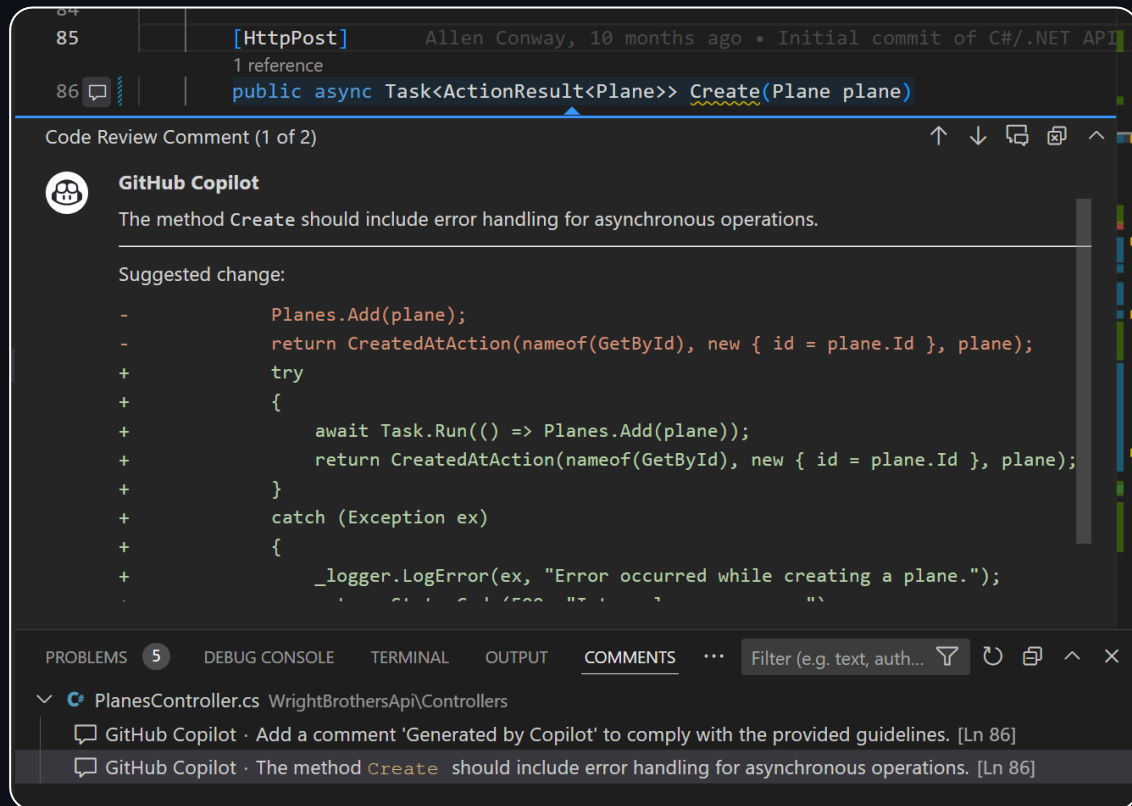 84
85 [HttpPost] Allen Conway, 10 months ago • Initial commit of C#/.NET API
1 reference
86 public async Task<ActionResult<Plane>> Create(Plane plane)
Code Review Comment (1 of 2)
GitHub Copilot
The method Create should include error handling for asynchronous operations.
Suggested change:
- Planes.Add(plane);
- return CreatedAtAction(nameof(GetById), new { id = plane.Id }, plane);
+ try
+ {
+ await Task.Run(() => Planes.Add(plane));
+ return CreatedAtAction(nameof(GetById), new { id = plane.Id }, plane);
+ }
+ catch (Exception ex)
+ {
+ _logger.LogError(ex, "Error occurred while creating a plane.");
PROBLEMS 5 DEBUG CONSOLE TERMINAL OUTPUT COMMENTS ··· Filter (e.g. text, auth...
C# PlanesController.cs WrightBrothersApi\Controllers
GitHub Copilot · Add a comment 'Generated by Copilot' to comply with the provided guidelines. [Ln 86]
GitHub Copilot · The method Create should include error handling for asynchronous operations. [Ln 86]